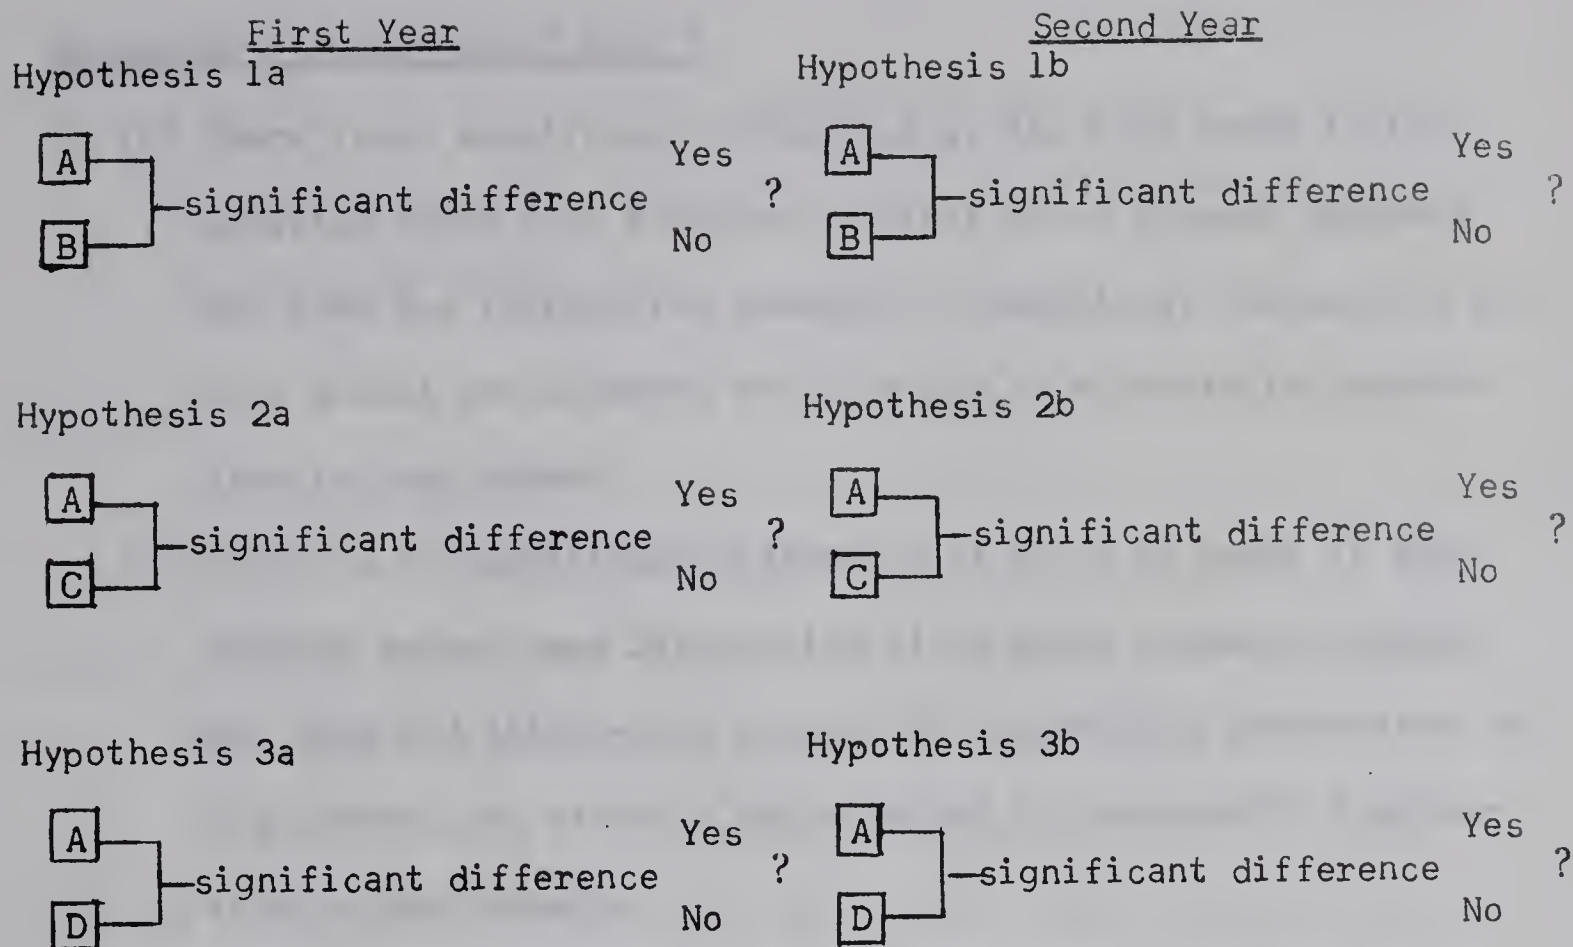 First Year
Hypothesis 1a
A
Yes
significant difference ?
B
No
Hypothesis 2a
A
Yes
significant difference ?
C
No
Hypothesis 3a
A
Yes
significant difference ?
D
No
Second Year
Hypothesis 1b
A
Yes
significant difference ?
B
No
Hypothesis 2b
A
Yes
significant difference ?
C
No
Hypothesis 3b
A
Yes
significant difference ?
D
No